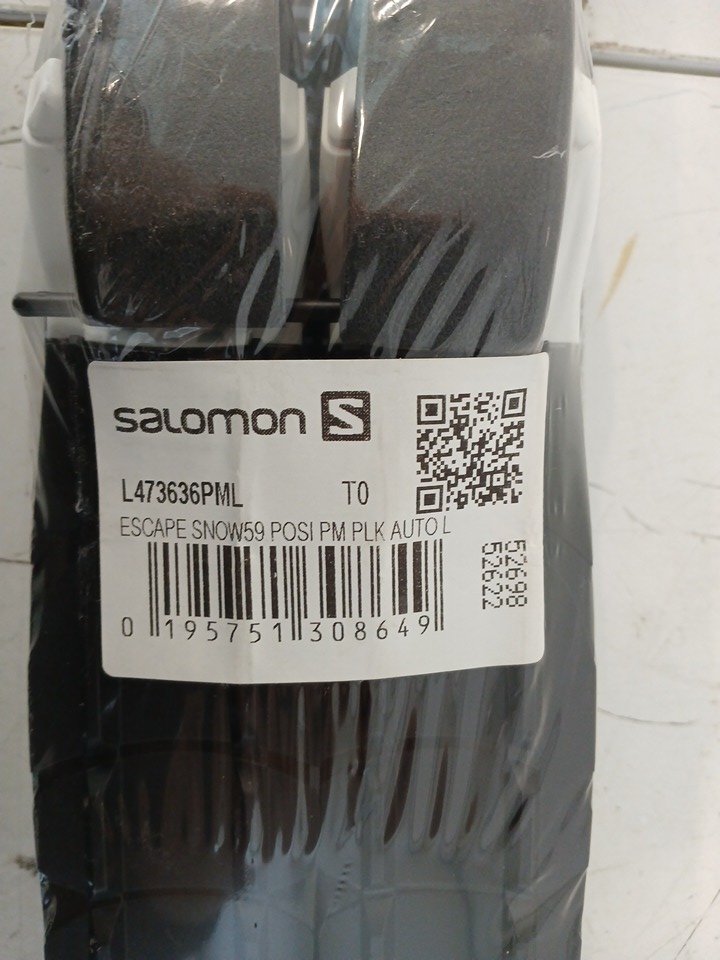 salomon S
L473636PML T0
ESCAPE SNOW59 POSI PM PLK AUTO L
0 195751 308649
52698
52622